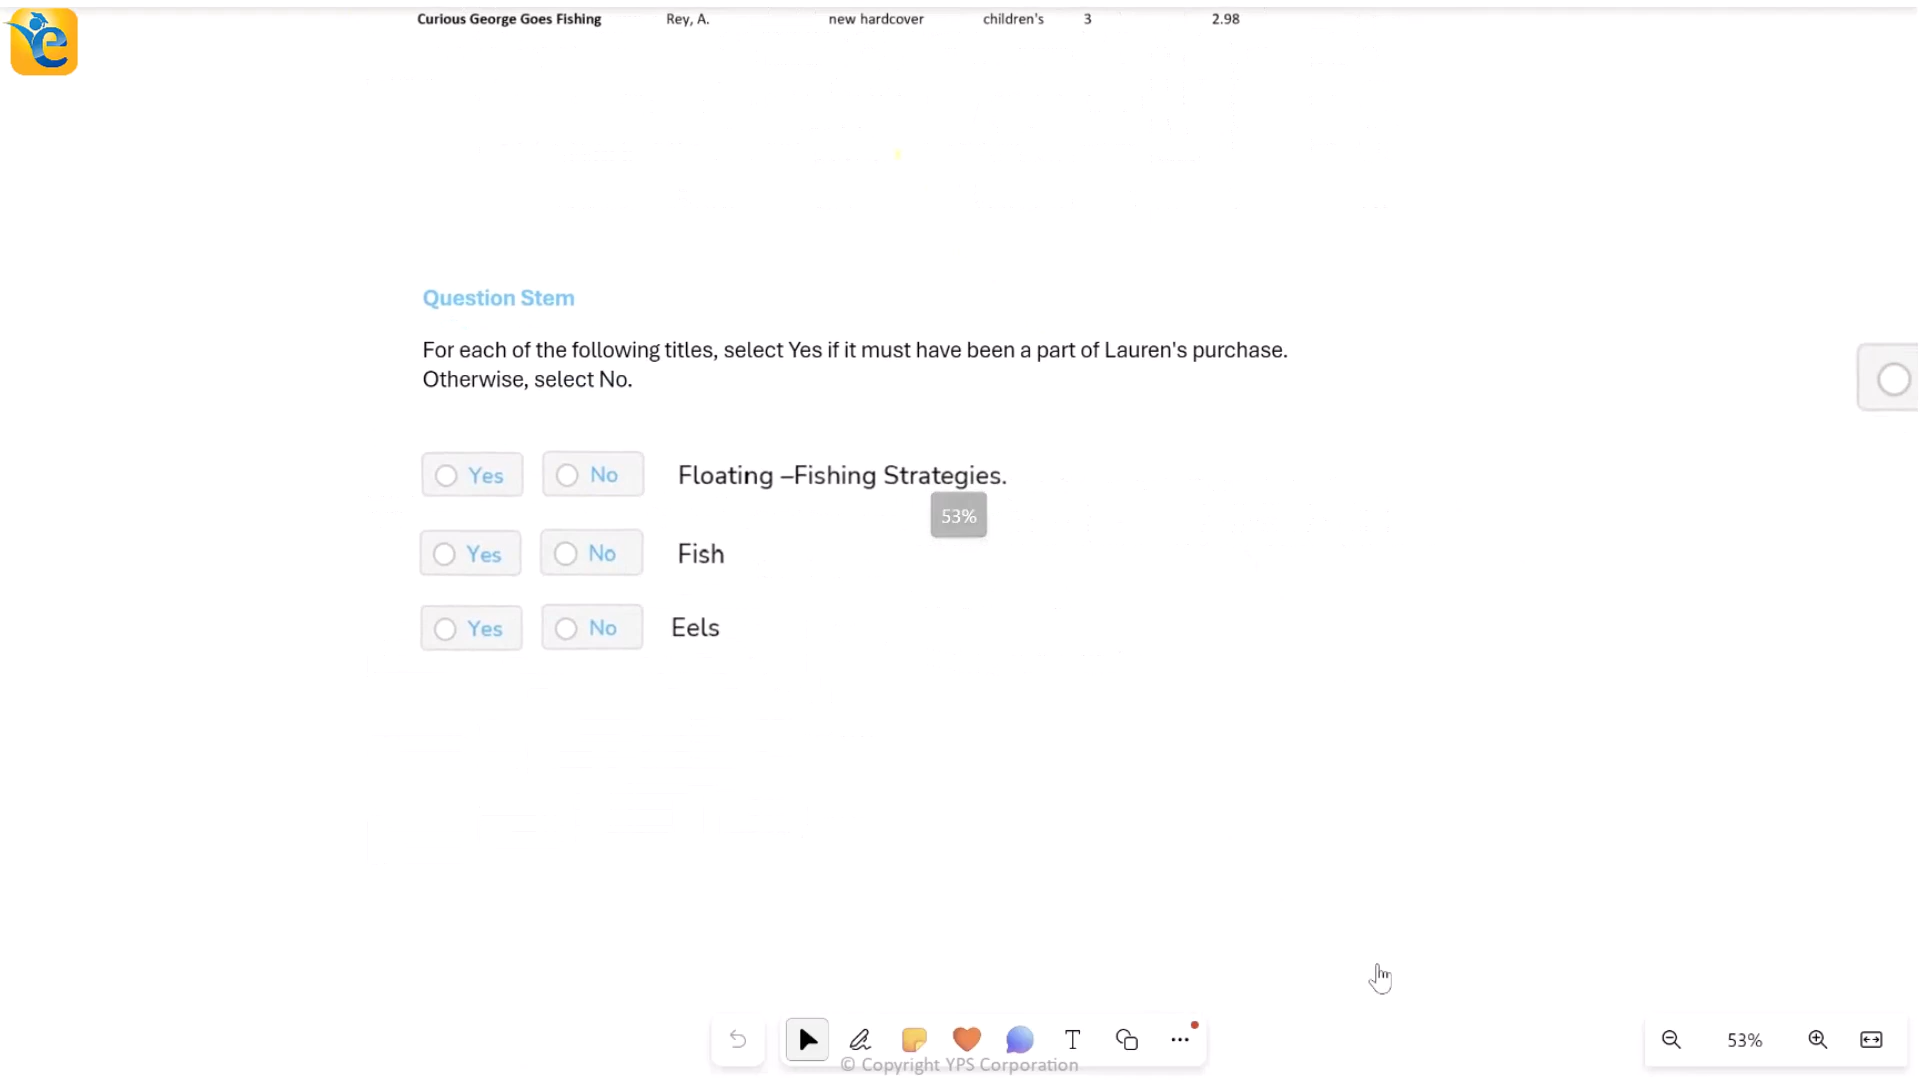 Curious George Goes Fishing Rey, A. new hardcover children's 3 2.98
e
Question Stem
For each of the following titles, select Yes if it must have been a part of Lauren's purchase.
Otherwise, select No.
Yes No Floating –Fishing Strategies.
53%
Yes No Fish
Yes No Eels
T
53%
© Copyright YPS Corporation